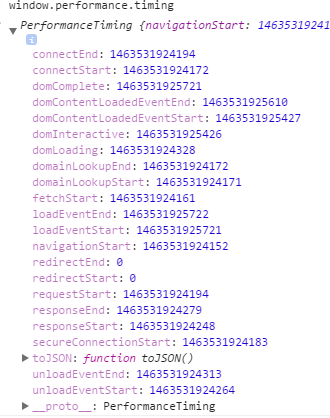 window.performance.timing
PerformanceTiming {navigationStart: 14635319241
i
connectEnd: 1463531924194
connectStart: 1463531924172
domComplete: 1463531925721
domContentLoadedEventEnd: 1463531925610
domContentLoadedEventStart: 1463531925427
domInteractive: 1463531925426
domLoading: 1463531924328
domainLookupEnd: 1463531924172
domainLookupStart: 1463531924171
fetchStart: 1463531924161
loadEventEnd: 1463531925722
loadEventStart: 1463531925721
navigationStart: 1463531924152
redirectEnd: 0
redirectStart: 0
requestStart: 1463531924194
responseEnd: 1463531924279
responseStart: 1463531924248
secureConnectionStart: 1463531924183
toJSON: function toJSON()
unloadEventEnd: 1463531924313
unloadEventStart: 1463531924264
__proto__: PerformanceTiming